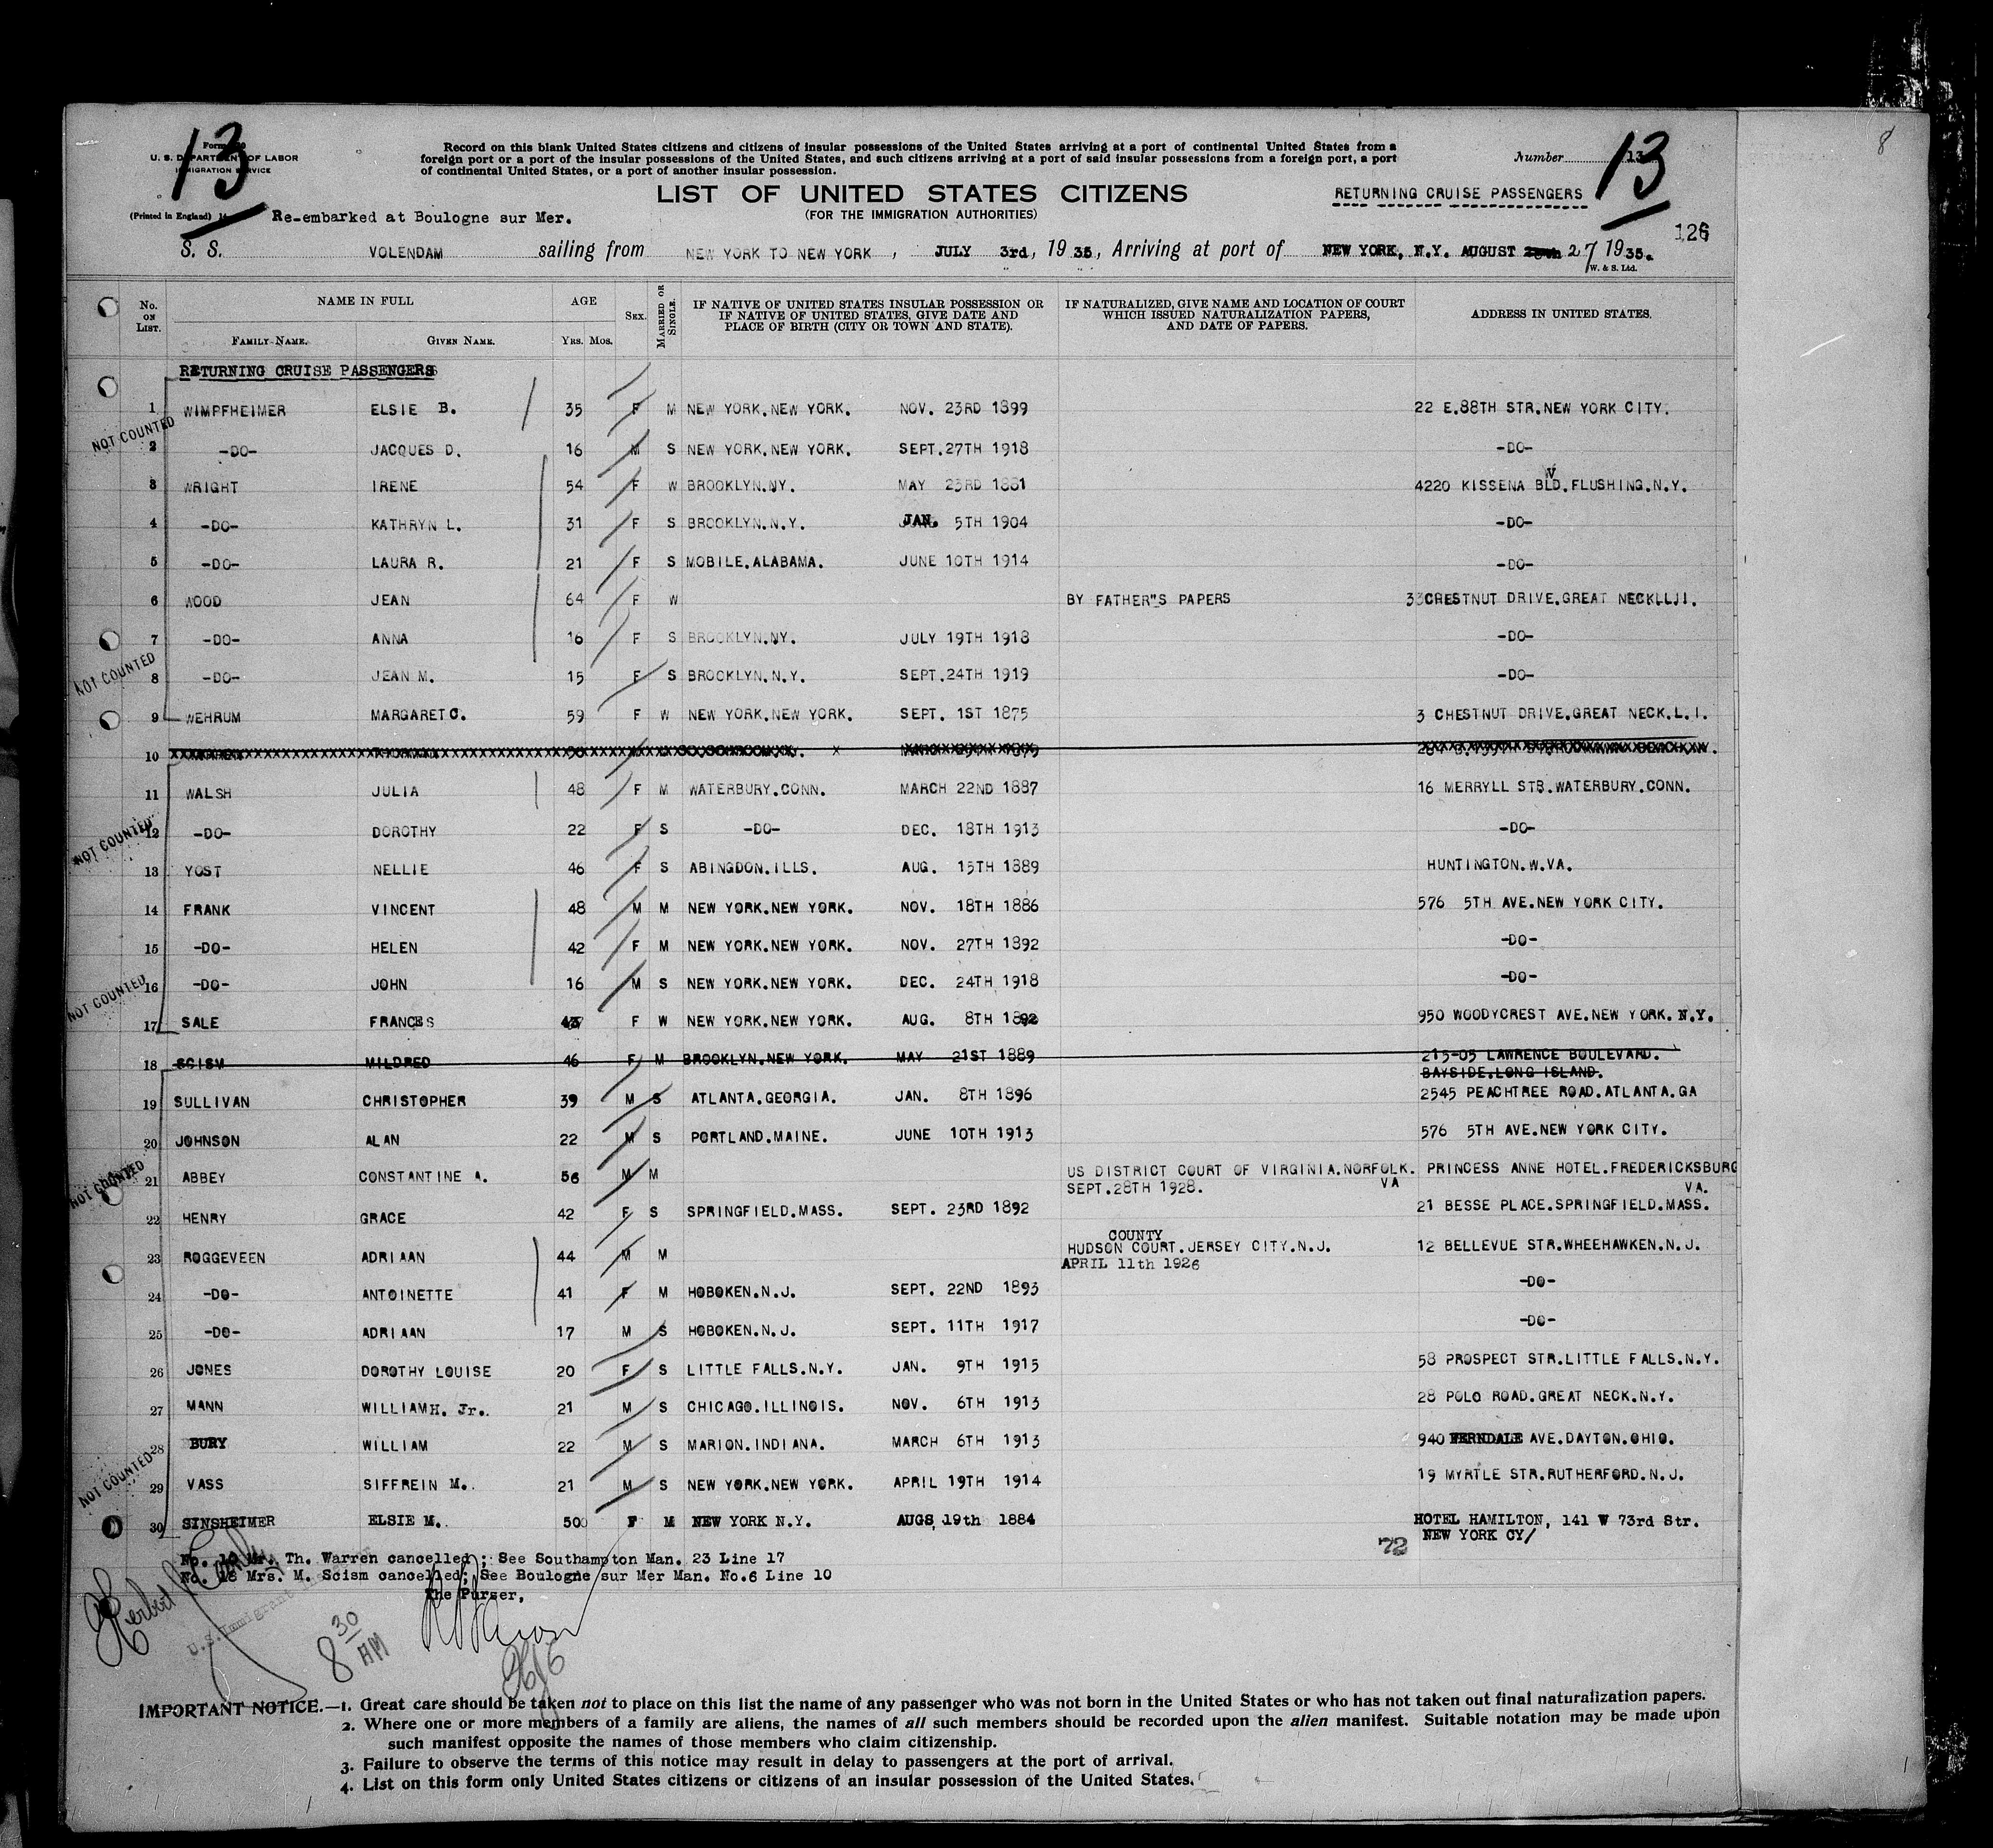 13
13
8
Form
U. S. DEPARTMENT OF LABOR
IMMIGRATION SERVICE
(Printed in England)
Record on this blank United States citizens and citizens of insular possessions of the United States arriving at a port of continental United States from a
foreign port or a port of the insular possessions of the United States, and such citizens arriving at a port of said insular possessions from a foreign port, a port
of continental United States, or a port of another insular possession.
Number 13
LIST OF UNITED STATES CITIZENS
(FOR THE IMMIGRATION AUTHORITIES)
RETURNING CRUISE PASSENGERS
Re-embarked at Boulogne sur Mer.
126
S. S. VOLENDAM sailing from NEW YORK TO NEW YORK, JULY 3rd, 1935, Arriving at port of NEW YORK, N.Y. AUGUST 27 1935.
W. & S. Ltd.
No. ON LIST. NAME IN FULL FAMILY NAME. GIVEN NAME. AGE YRS. MOS. SEX. MARRIED OR SINGLE. IF NATIVE OF UNITED STATES INSULAR POSSESSION OR IF NATIVE OF UNITED STATES, GIVE DATE AND PLACE OF BIRTH (CITY OR TOWN AND STATE). IF NATURALIZED, GIVE NAME AND LOCATION OF COURT WHICH ISSUED NATURALIZATION PAPERS, AND DATE OF PAPERS. ADDRESS IN UNITED STATES.
RETURNING CRUISE PASSENGERS
1 WIMPFHEIMER ELSIE B. 35 F M NEW YORK.NEW YORK. NOV. 23RD 1899 22 E.88TH STR.NEW YORK CITY.
NOT COUNTED
2 -DO- JACQUES D. 16 M S NEW YORK.NEW YORK. SEPT.27TH 1918 -DO-
3 WRIGHT IRENE 54 F W BROOKLYN.NY. MAY 23RD 1881 4220 KISSENA BLVD.FLUSHING.N.Y.
4 -DO- KATHRYN L. 31 F S BROOKLYN.N.Y. JAN. 5TH 1904 -DO-
5 -DO- LAURA R. 21 F S MOBILE.ALABAMA. JUNE 10TH 1914 -DO-
6 WOOD JEAN 64 F W BY FATHER"S PAPERS 33CHESTNUT DRIVE.GREAT NECK
7 -DO- ANNA 16 F S BROOKLYN.NY. JULY 19TH 1918 -DO-
NOT COUNTED
8 -DO- JEAN M. 15 F S BROOKLYN.N.Y. SEPT.24TH 1919 -DO-
9 WEHRUM MARGARET C. 59 F W NEW YORK.NEW YORK. SEPT. 1ST 1875 3 CHESTNUT DRIVE.GREAT NECK.L.I.
10
11 WALSH JULIA 48 F M WATERBURY.CONN. MARCH 22ND 1887 16 MERRYLL STR.WATERBURY.CONN.
NOT COUNTED
12 -DO- DOROTHY 22 F S -DO- DEC. 18TH 1913 -DO-
13 YOST NELLIE 46 F S ABINGDON.ILLS. AUG. 15TH 1889 HUNTINGTON.W.VA.
14 FRANK VINCENT 48 M M NEW YORK.NEW YORK. NOV. 18TH 1886 576 5TH AVE.NEW YORK CITY.
15 -DO- HELEN 42 F M NEW YORK.NEW YORK. NOV. 27TH 1892 -DO-
NOT COUNTED
16 -DO- JOHN 16 M S NEW YORK.NEW YORK. DEC. 24TH 1918 -DO-
17 SALE FRANCES F W NEW YORK.NEW YORK. AUG. 8TH 1892 950 WOODYCREST AVE.NEW YORK. N.Y.
18 SCISM MILDRED 46 F M BROOKLYN.NEW YORK. MAY 21ST 1889 215-05 LAWRENCE BOULEVARD.
BAYSIDE.LONG ISLAND.
19 SULLIVAN CHRISTOPHER 39 M S ATLANTA.GEORGIA. JAN. 8TH 1896 2545 PEACHTREE ROAD.ATLANTA.GA
20 JOHNSON ALAN 22 M S PORTLAND.MAINE. JUNE 10TH 1913 576 5TH AVE.NEW YORK CITY.
NOT COUNTED
21 ABBEY CONSTANTINE A. 56 M M US DISTRICT COURT OF VIRGINIA.NORFOLK. PRINCESS ANNE HOTEL.FREDERICKSBURG
SEPT.28TH 1928. VA VA.
22 HENRY GRACE 42 F S SPRINGFIELD.MASS. SEPT. 23RD 1892 21 BESSE PLACE.SPRINGFIELD.MASS.
COUNTY
23 ROGGEVEEN ADRIAAN 44 M M HUDSON COURT.JERSEY CITY.N.J. 12 BELLEVUE STR.WHEEHAWKEN.N.J.
APRIL 11th 1926
24 -DO- ANTOINETTE 41 F M HOBOKEN.N.J. SEPT. 22ND 1893 -DO-
25 -DO- ADRIAAN 17 M S HOBOKEN.N.J. SEPT. 11TH 1917 -DO-
26 JONES DOROTHY LOUISE 20 F S LITTLE FALLS.N.Y. JAN. 9TH 1915 58 PROSPECT STR.LITTLE FALLS.N.Y.
27 MANN WILLIAM H. Jr.. 21 M S CHICAGO.ILLINOIS. NOV. 6TH 1913 28 POLO ROAD.GREAT NECK.N.Y.
28 BURY WILLIAM 22 M S MARION.INDIANA. MARCH 6TH 1913 940 FERNDALE AVE.DAYTON.OHIO.
NOT COUNTED
29 VASS SIFFREIN M.. 21 M S NEW YORK.NEW YORK. APRIL 19TH 1914 19 MYRTLE STR.RUTHERFORD.N.J.
30 SINSHEIMER ELSIE M. 50 F M NEW YORK N.Y. AUGS, 19th 1884 HOTEL HAMILTON, 141 W 73rd Str.
NEW YORK CY/
72
No. 10 Mr. Th. Warren cancelled ; See Southampton Man. 23 Line 17
No. 18 Mrs. M. Scism cancelled; See Boulogne sur Mer Man. No.6 Line 10
The Purser,
U.S. Immigrant
8 30 AM
IMPORTANT NOTICE.—1. Great care should be taken not to place on this list the name of any passenger who was not born in the United States or who has not taken out final naturalization papers.
2. Where one or more members of a family are aliens, the names of all such members should be recorded upon the alien manifest. Suitable notation may be made upon
such manifest opposite the names of those members who claim citizenship.
3. Failure to observe the terms of this notice may result in delay to passengers at the port of arrival.
4. List on this form only United States citizens or citizens of an insular possession of the United States.